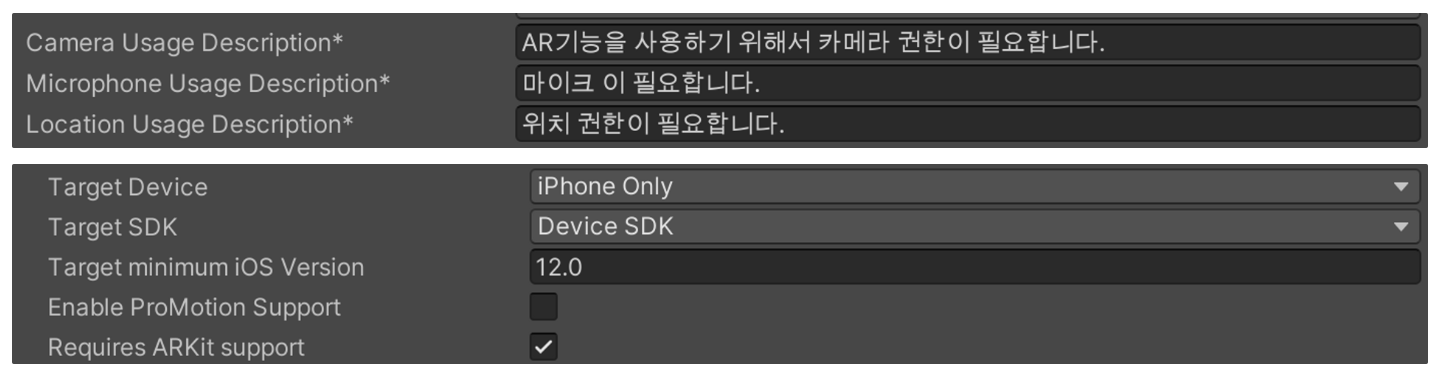 Camera Usage Description* AR기능을 사용하기 위해서 카메라 권한이 필요합니다.
Microphone Usage Description* 마이크 이 필요합니다.
Location Usage Description* 위치 권한이 필요합니다.
Target Device iPhone Only
Target SDK Device SDK
Target minimum iOS Version 12.0
Enable ProMotion Support
Requires ARKit support